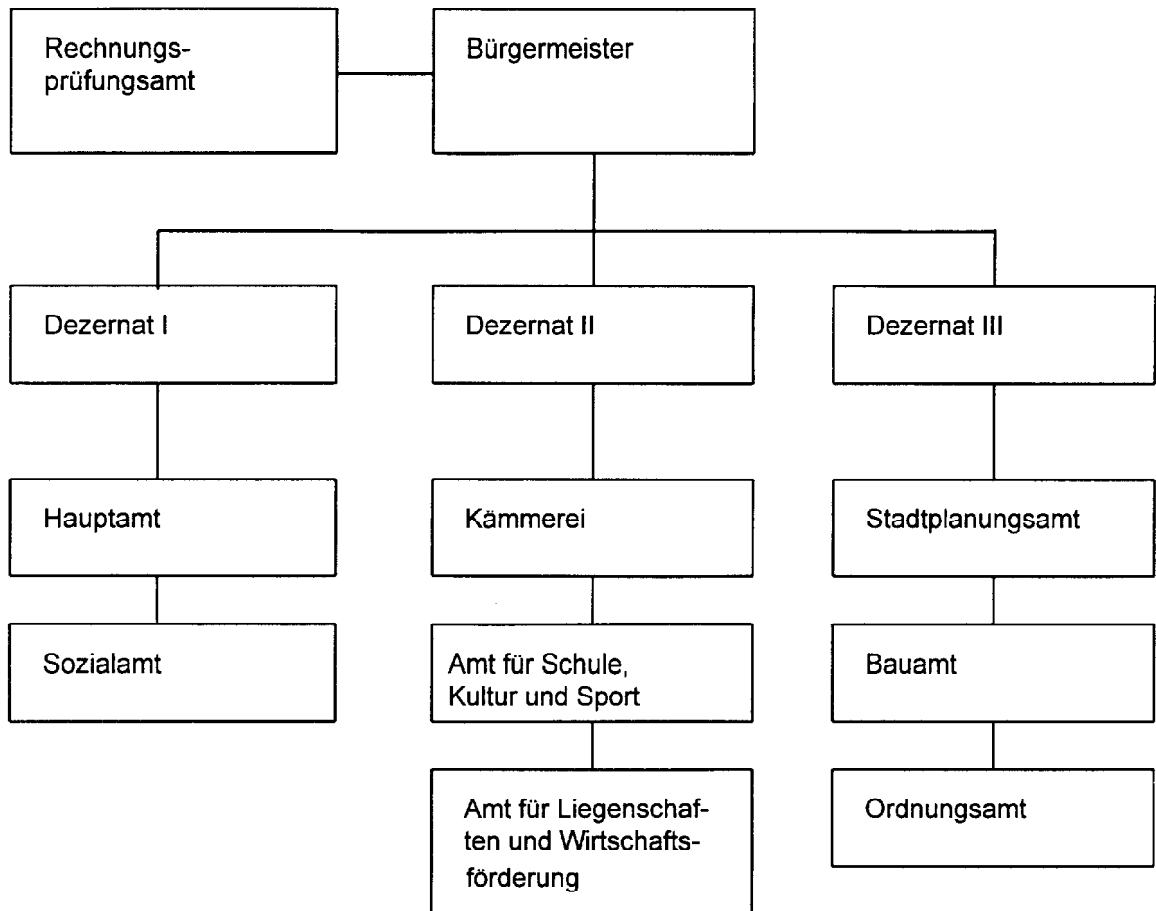 Rechnungs-
prüfungsamt
Bürgermeister
Dezernat I
Dezernat II
Dezernat III
Hauptamt
Kämmerei
Stadtplanungsamt
Sozialamt
Amt für Schule,
Kultur und Sport
Bauamt
Amt für Liegenschaf-
ten und Wirtschafts-
förderung
Ordnungsamt